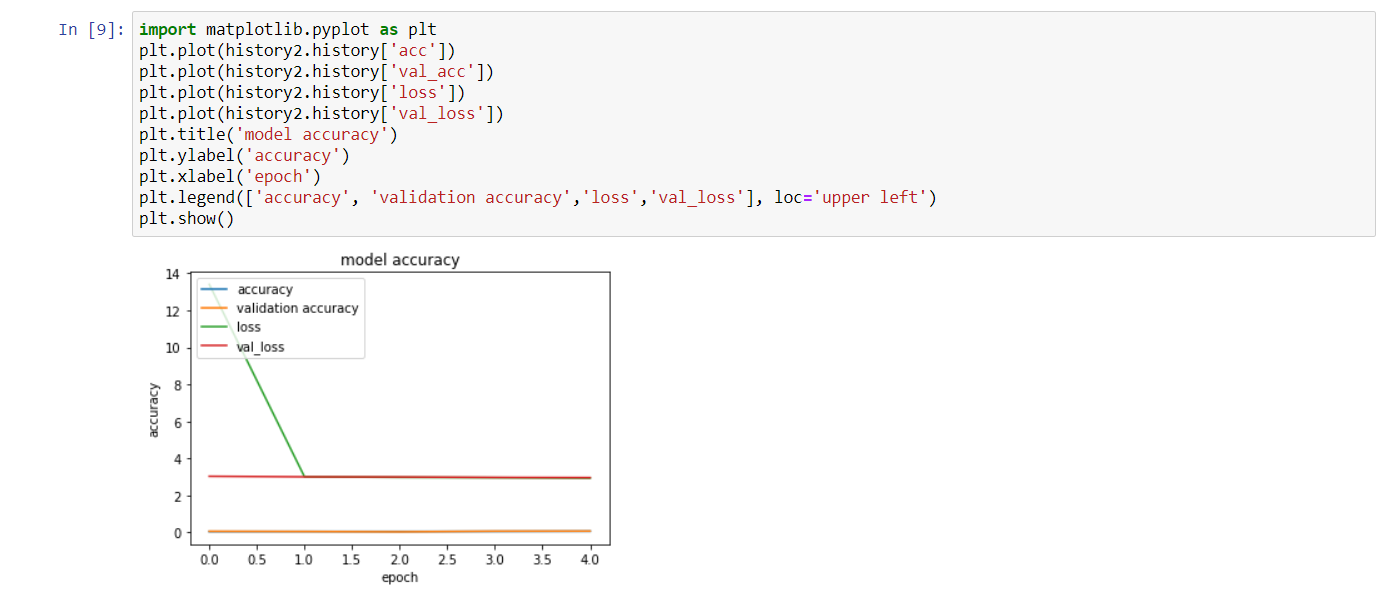 In [9]: import matplotlib.pyplot as plt
plt.plot(history2.history['acc'])
plt.plot(history2.history['val_acc'])
plt.plot(history2.history['loss'])
plt.plot(history2.history['val_loss'])
plt.title('model accuracy')
plt.ylabel('accuracy')
plt.xlabel('epoch')
plt.legend(['accuracy', 'validation accuracy','loss','val_loss'], loc='upper left')
plt.show()
model accuracy
14
12
10
8
6
4
2
0
accuracy
accuracy
validation accuracy
loss
val_loss
0.0 0.5 1.0 1.5 2.0 2.5 3.0 3.5 4.0
epoch